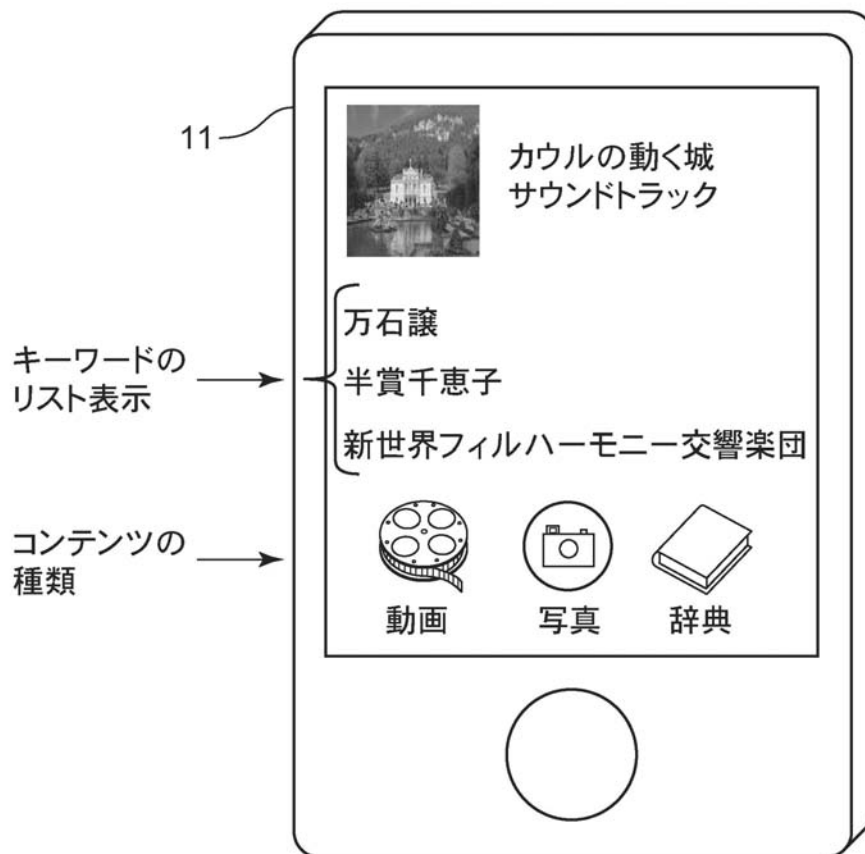 11
カウルの動く城
サウンドトラック
キーワードの
リスト表示
万石譲
半賞千恵子
新世界フィルハーモニー交響楽団
コンテンツの
種類
動画
写真
辞典